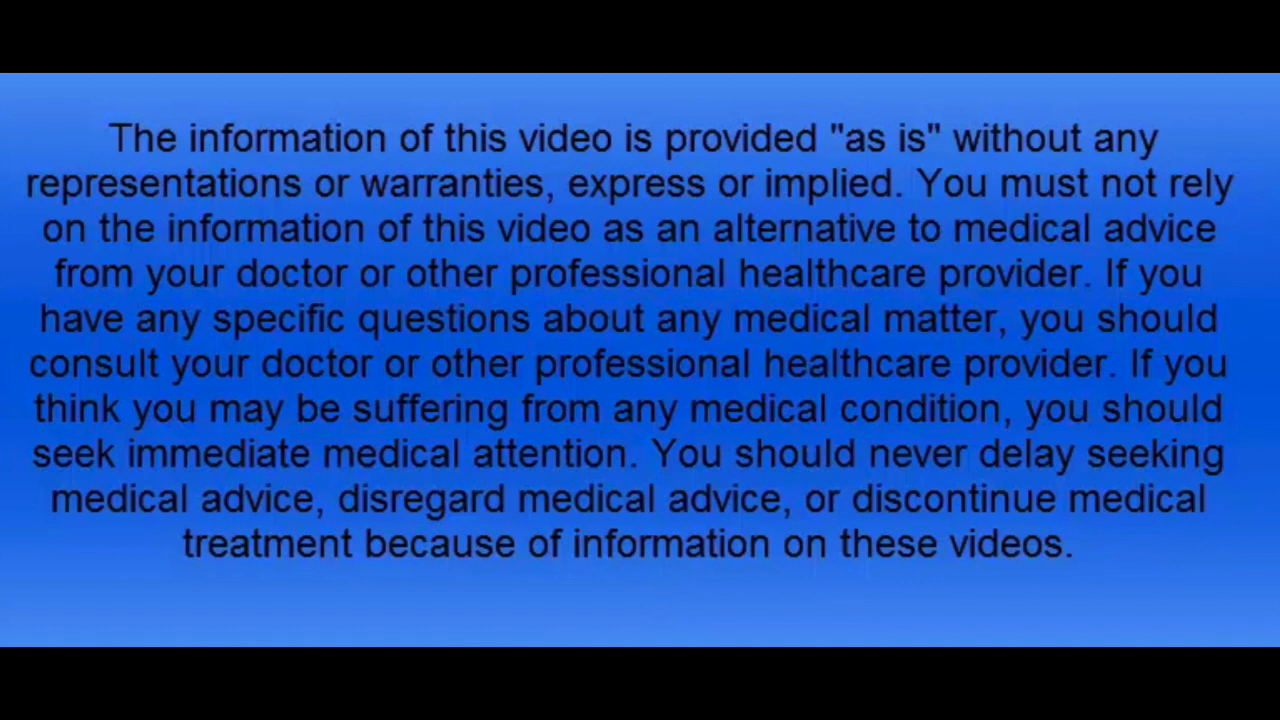 The information of this video is provided "as is" without any
representations or warranties, express or implied. You must not rely
on the information of this video as an alternative to medical advice
from your doctor or other professional healthcare provider. If you
have any specific questions about any medical matter, you should
consult your doctor or other professional healthcare provider. If you
think you may be suffering from any medical condition, you should
seek immediate medical attention. You should never delay seeking
medical advice, disregard medical advice, or discontinue medical
treatment because of information on these videos.